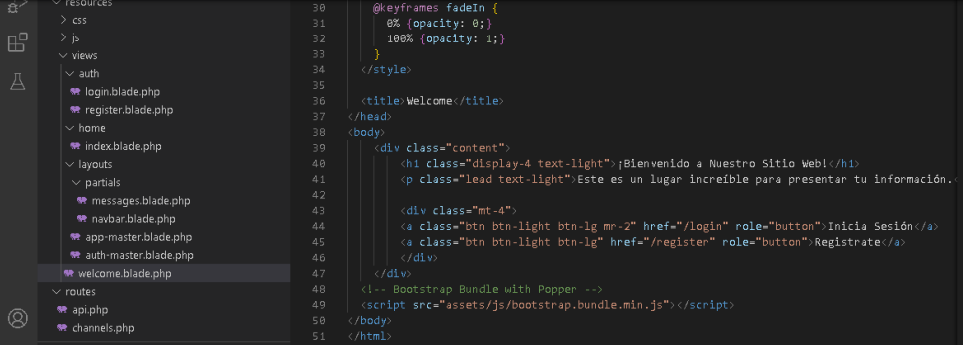 resources
css
js
views
auth
login.blade.php
register.blade.php
home
index.blade.php
layouts
partials
messages.blade.php
navbar.blade.php
app-master.blade.php
auth-master.blade.php
welcome.blade.php
routes
api.php
channels.php
30 @keyframes fadeIn {
31 0% {opacity: 0;}
32 100% {opacity: 1;}
33 }
34 </style>
35
36 <title>Welcome</title>
37 </head>
38 <body>
39 <div class="content">
40 <h1 class="display-4 text-light">¡Bienvenido a Nuestro Sitio Web!</h1>
41 <p class="lead text-light">Este es un lugar increíble para presentar tu información.<
42
43 <div class="mt-4">
44 <a class="btn btn-light btn-lg mr-2" href="/login" role="button">Inicia Sesión</a>
45 <a class="btn btn-light btn-lg" href="/register" role="button">Registrate</a>
46 </div>
47 </div>
48 <!-- Bootstrap Bundle with Popper -->
49 <script src="assets/js/bootstrap.bundle.min.js"></script>
50 </body>
51 </html>